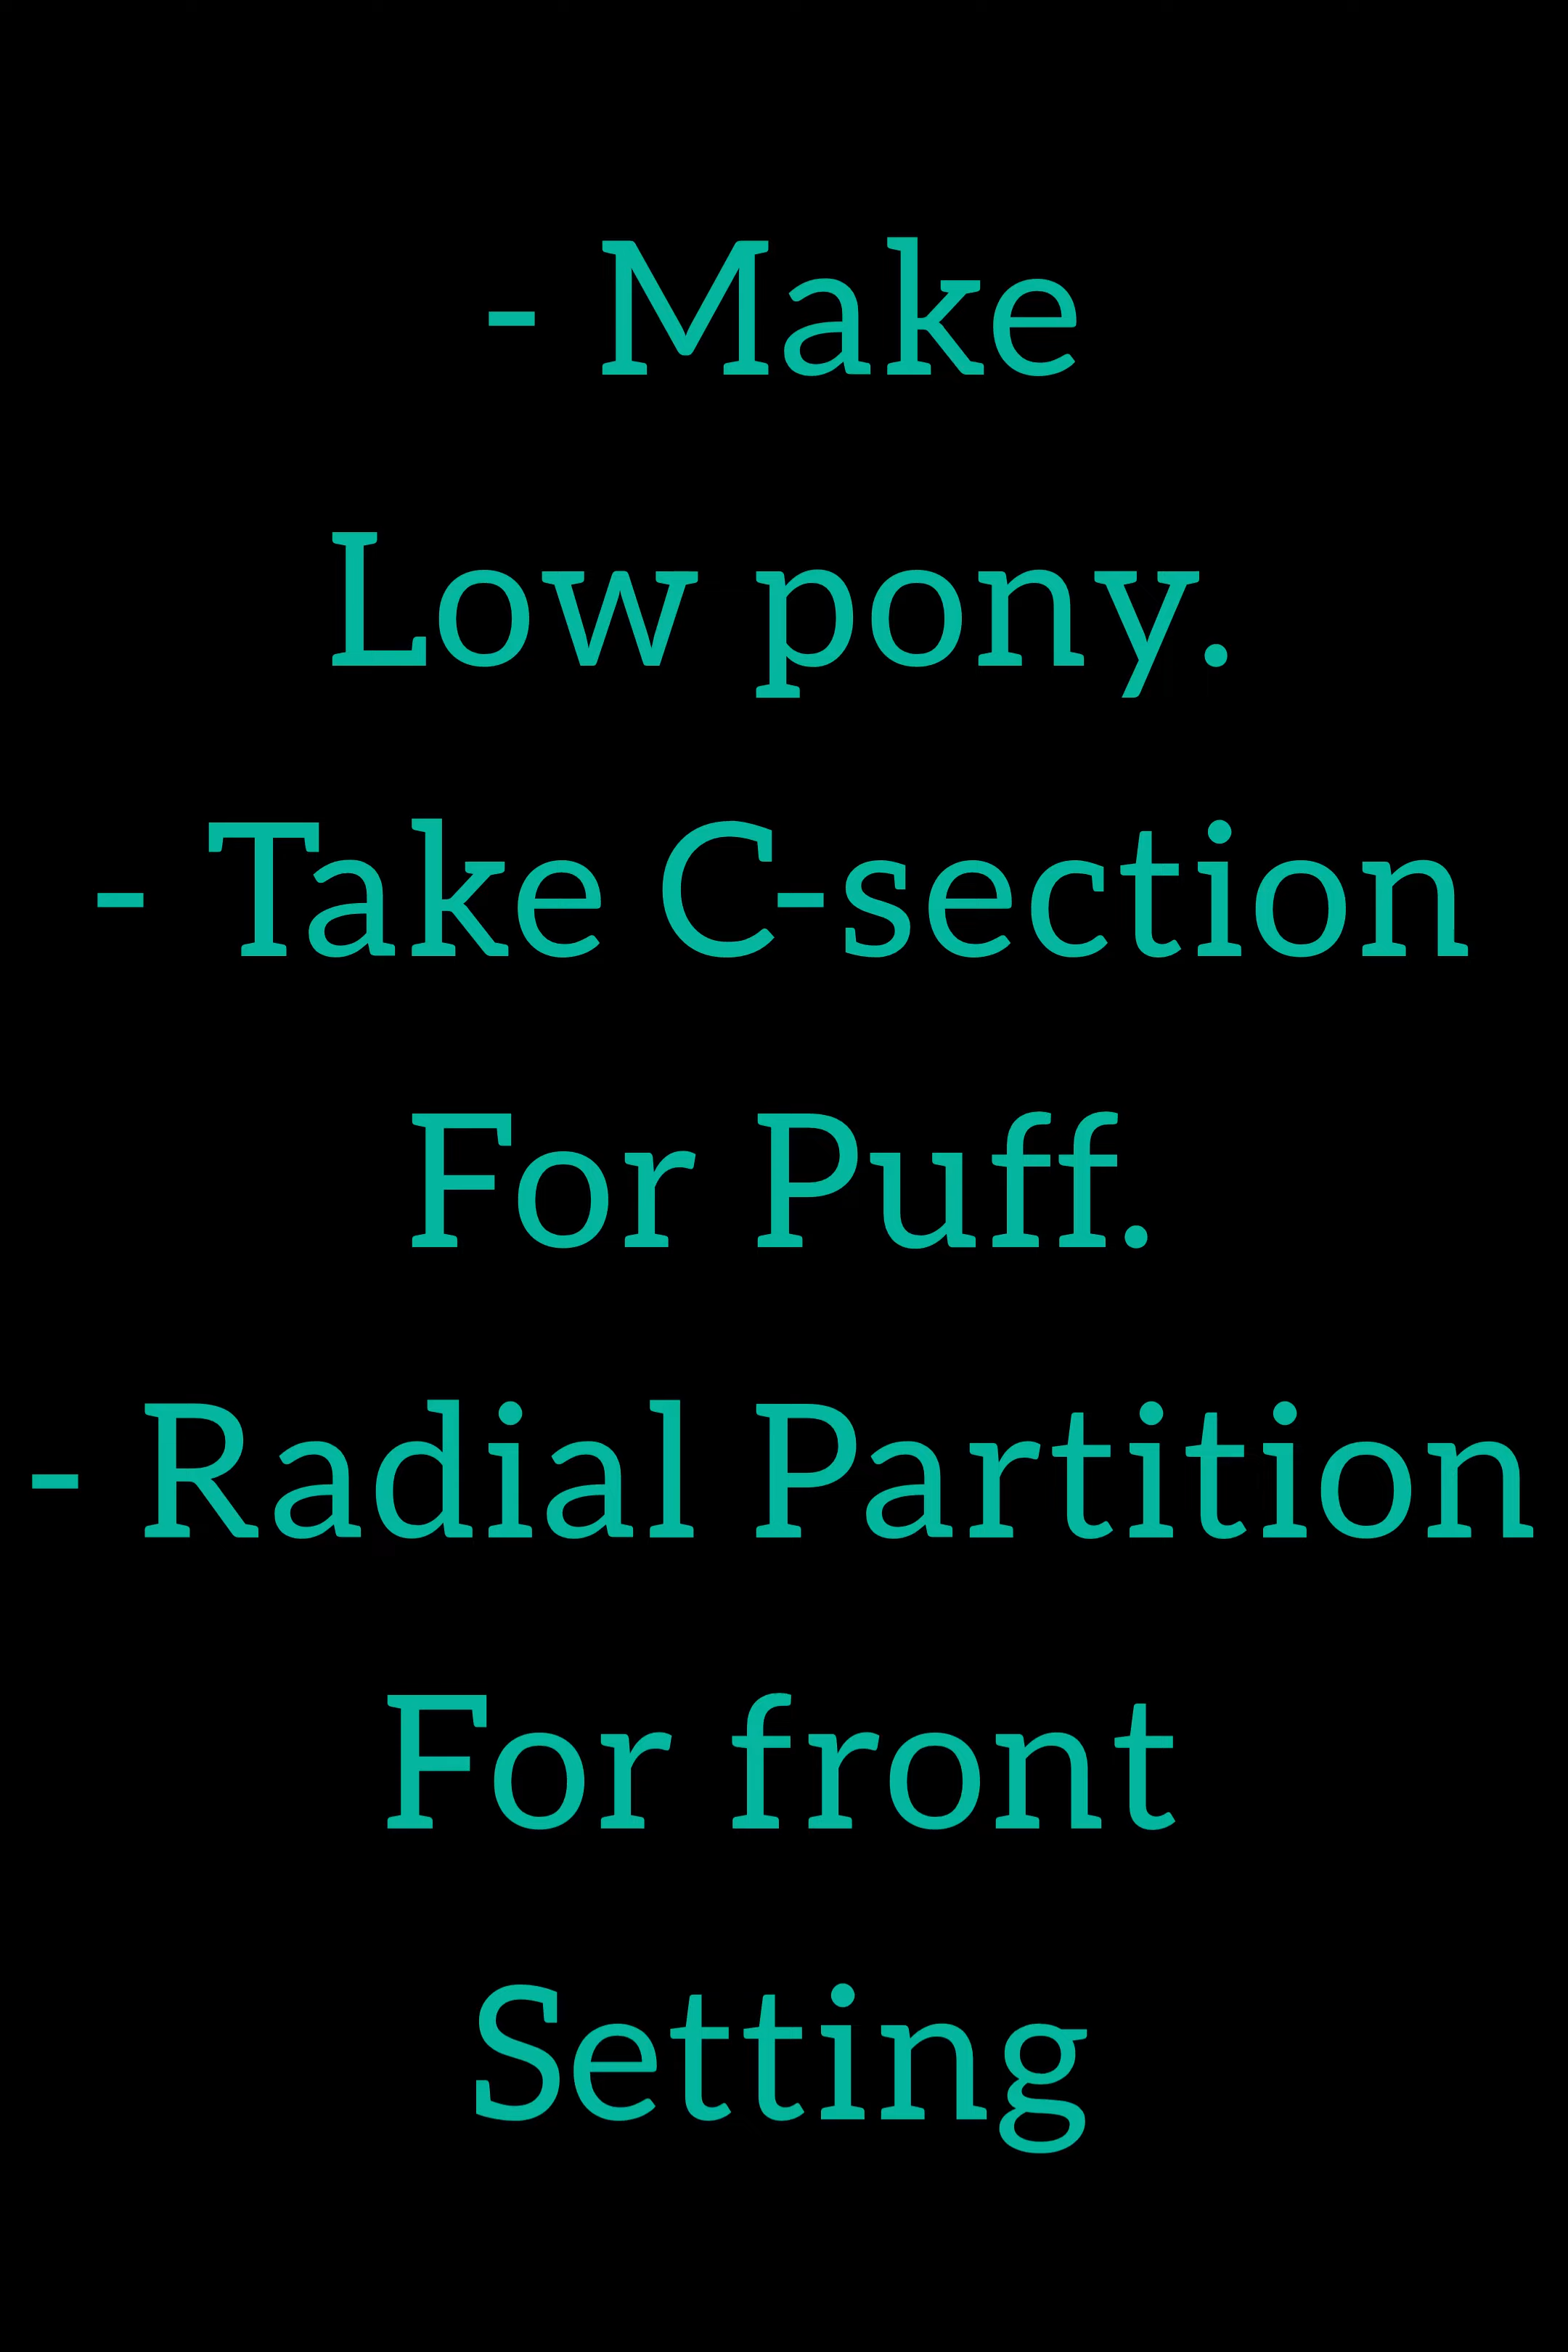 - Make
Low pony.
- Take C-section
For Puff.
- Radial Partition
For front
Setting